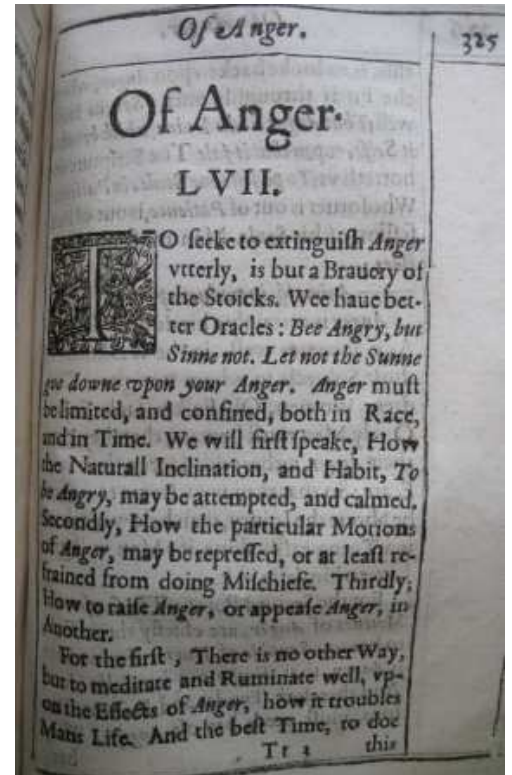 Of Anger.
325
Of Anger.
LVII.
TO ſeeke to extinguiſh Anger
vtterly, is but a Brauery of
the Stoicks. Wee haue bet-
ter Oracles : Bee Angry, but
Sinne not. Let not the Sunne
goe downe vpon your Anger. Anger muſt
be limited, and confined, both in Race,
and in Time. We will firſt ſpeake, How
the Naturall Inclination, and Habit, To
be Angry, may be attempted, and calmed.
Secondly, How the particular Motions
of Anger, may be repreſſed, or at leaſt re-
frained from doing Miſchiefe. Thirdly,
How to raiſe Anger, or appeaſe Anger, in
Another.
For the firſt ; There is no other Way,
but to meditate and Ruminate well, vp-
on the Effects of Anger, how it troubles
Mans Life. And the beſt Time, to doe
this